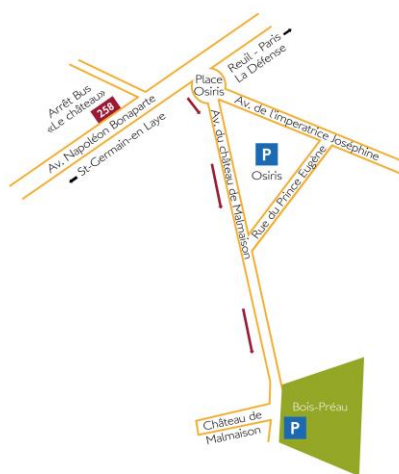 Reuil - Paris
La Défense
Place
Osiris
Arrêt Bus
«Le château»
258
Av. Napoléon Bonaparte
St-Germain-en Laye
Av. de l'imperatrice Joséphine
Av. du château de Malmaison
P
Osiris
Rue du Prince Eugène
Bois-Préau
P
Château de
Malmaison